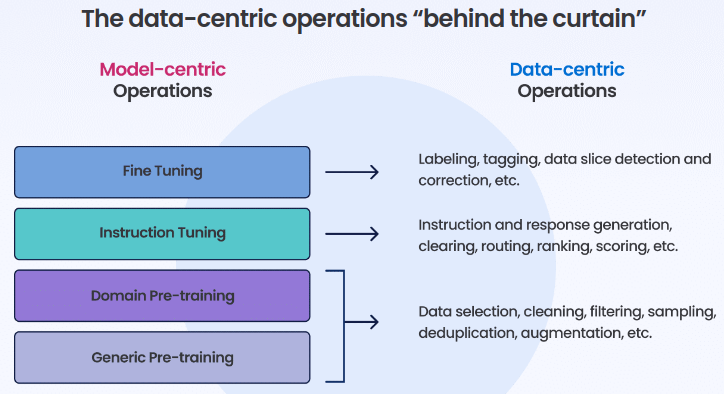 The data-centric operations “behind the curtain”
Model-centric
Operations
Data-centric
Operations
Fine Tuning
Labeling, tagging, data slice detection and
correction, etc.
Instruction Tuning
Instruction and response generation,
clearing, routing, ranking, scoring, etc.
Domain Pre-training
Generic Pre-training
Data selection, cleaning, filtering, sampling,
deduplication, augmentation, etc.